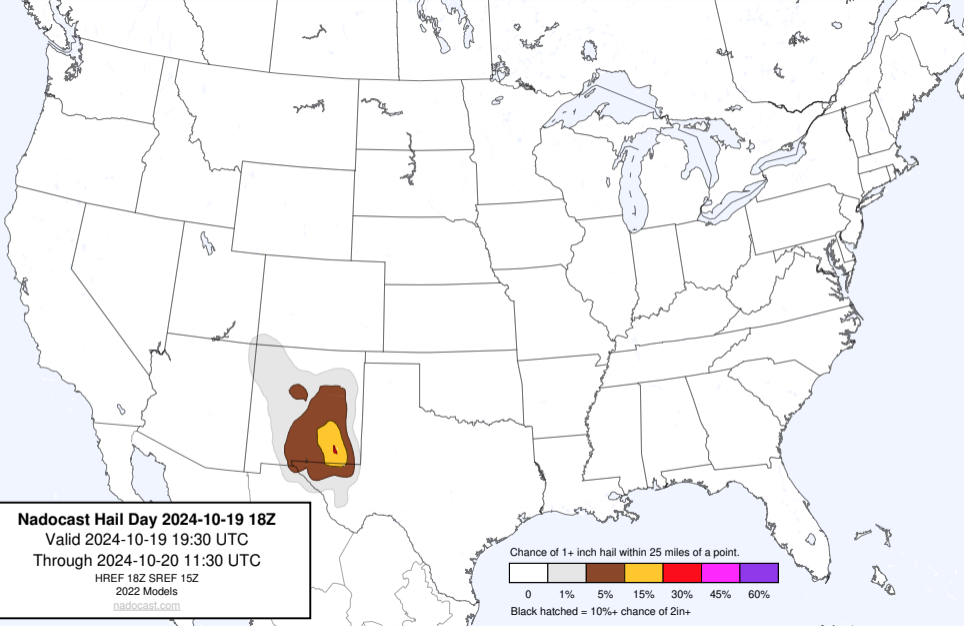 Nadocast Hail Day 2024-10-19 18Z
Valid 2024-10-19 19:30 UTC
Through 2024-10-20 11:30 UTC
HREF 18Z SREF 15Z
2022 Models
nadocast.com
Chance of 1+ inch hail within 25 miles of a point.
0 1% 5% 15% 30% 45% 60%
Black hatched = 10%+ chance of 2in+